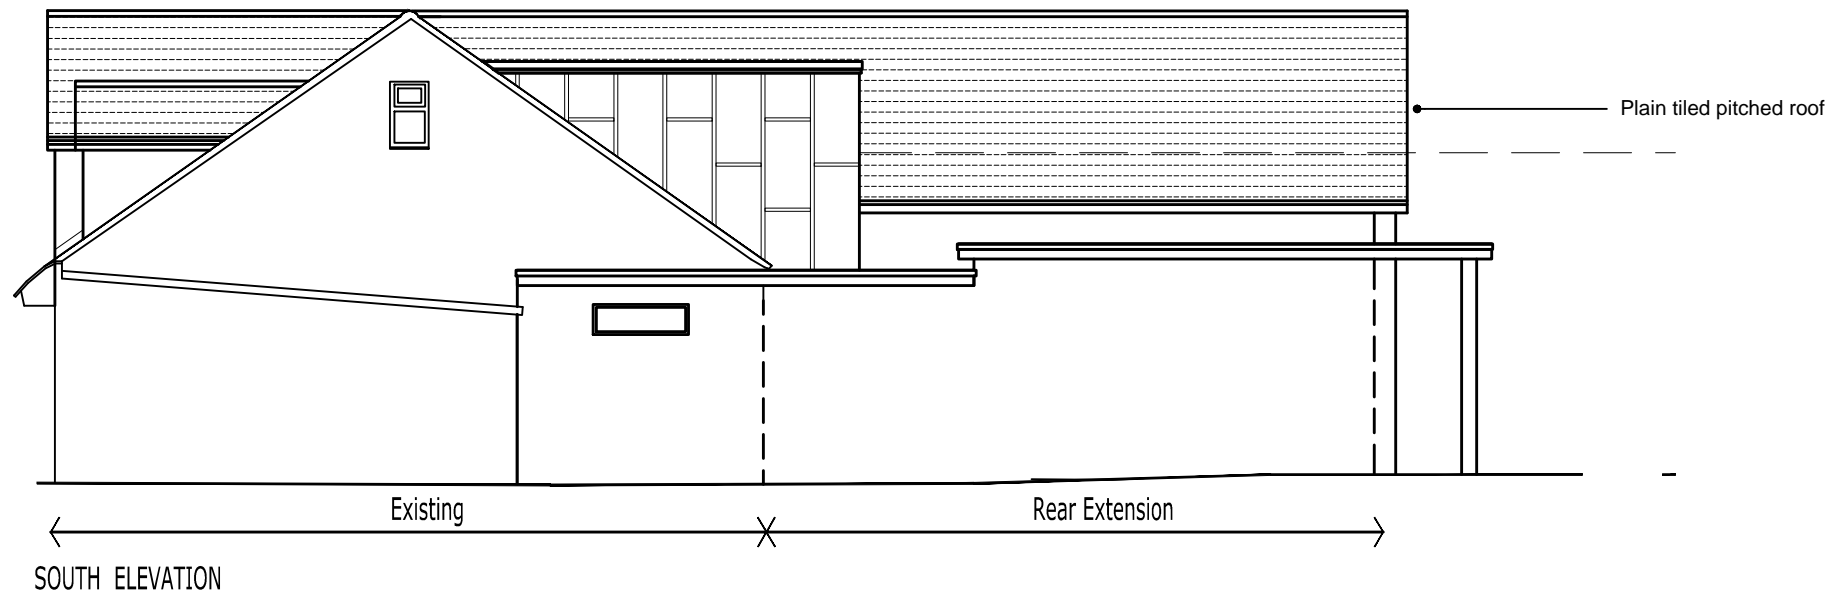 Plain tiled pitched roof
Existing
Rear Extension
SOUTH ELEVATION